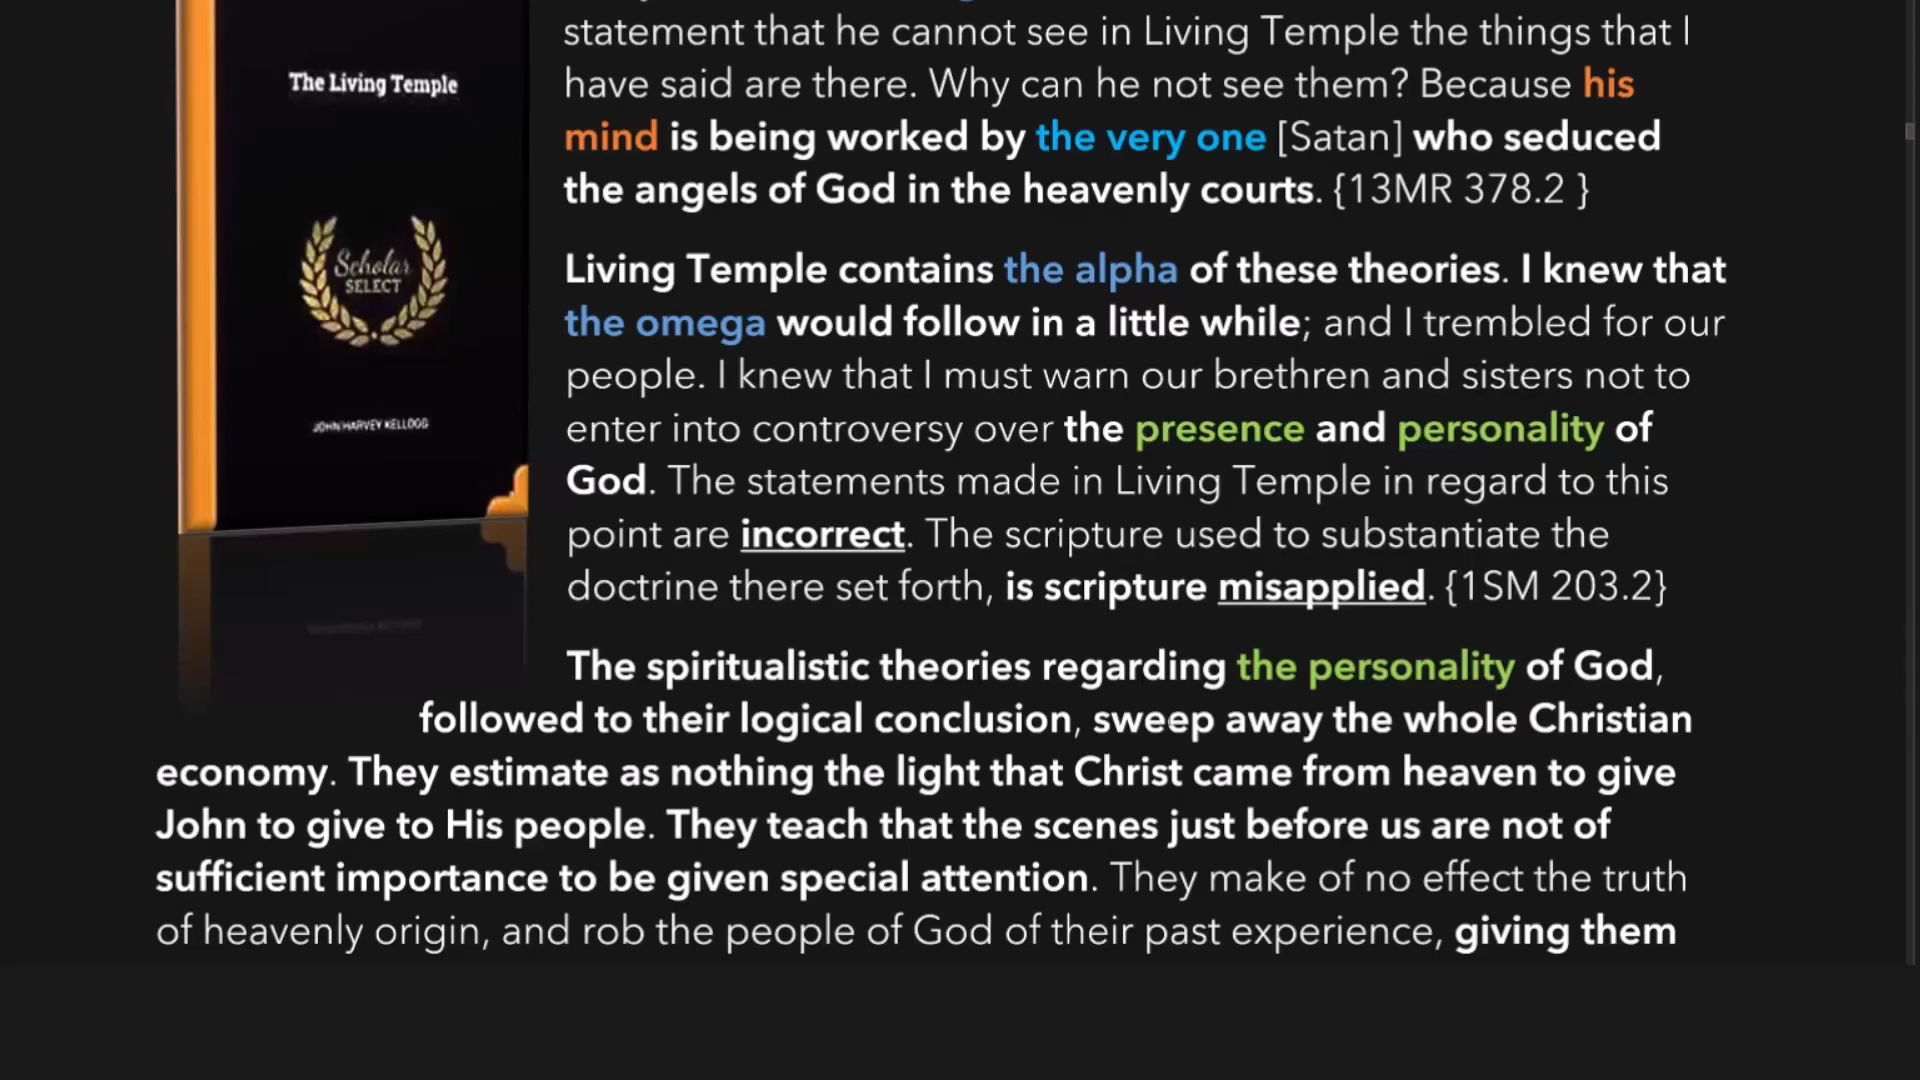 The Living Temple
Scholar
SELECT
JOHN HARVEY KELLOGG
statement that he cannot see in Living Temple the things that I
have said are there. Why can he not see them? Because his
mind is being worked by the very one [Satan] who seduced
the angels of God in the heavenly courts. {13MR 378.2 }
Living Temple contains the alpha of these theories. I knew that
the omega would follow in a little while; and I trembled for our
people. I knew that I must warn our brethren and sisters not to
enter into controversy over the presence and personality of
God. The statements made in Living Temple in regard to this
point are incorrect. The scripture used to substantiate the
doctrine there set forth, is scripture misapplied. {1SM 203.2}
The spiritualistic theories regarding the personality of God,
followed to their logical conclusion, sweep away the whole Christian
economy. They estimate as nothing the light that Christ came from heaven to give
John to give to His people. They teach that the scenes just before us are not of
sufficient importance to be given special attention. They make of no effect the truth
of heavenly origin, and rob the people of God of their past experience, giving them